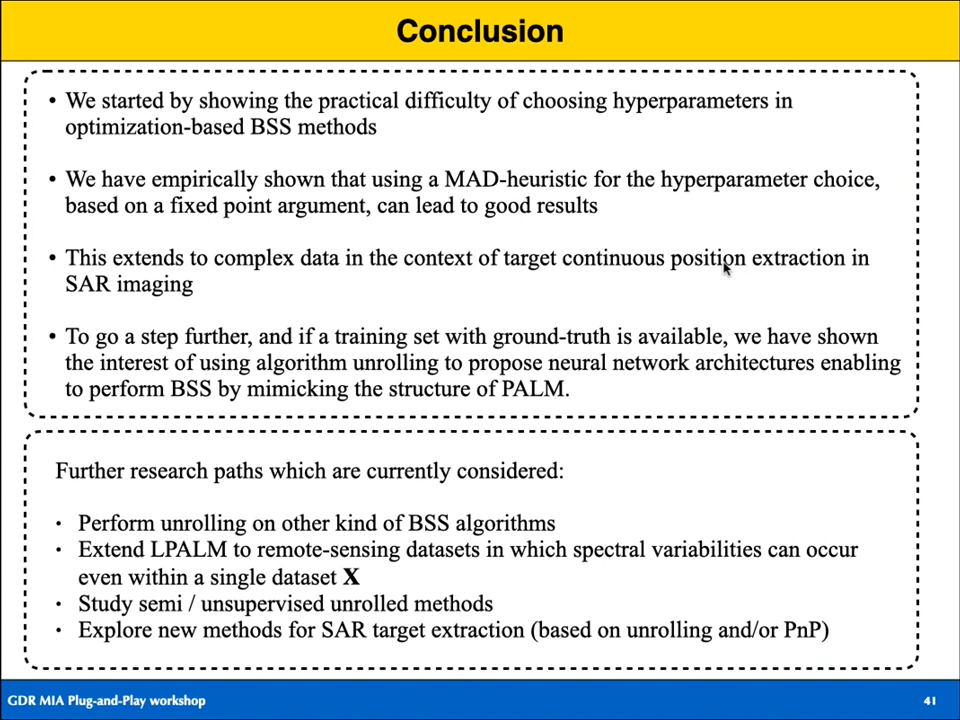 Conclusion
• We started by showing the practical difficulty of choosing hyperparameters in
optimization-based BSS methods
• We have empirically shown that using a MAD-heuristic for the hyperparameter choice,
based on a fixed point argument, can lead to good results
• This extends to complex data in the context of target continuous position extraction in
SAR imaging
• To go a step further, and if a training set with ground-truth is available, we have shown
the interest of using algorithm unrolling to propose neural network architectures enabling
to perform BSS by mimicking the structure of PALM.
Further research paths which are currently considered:
• Perform unrolling on other kind of BSS algorithms
• Extend LPALM to remote-sensing datasets in which spectral variabilities can occur
even within a single dataset X
• Study semi / unsupervised unrolled methods
• Explore new methods for SAR target extraction (based on unrolling and/or PnP)
GDR MIA Plug-and-Play workshop
41